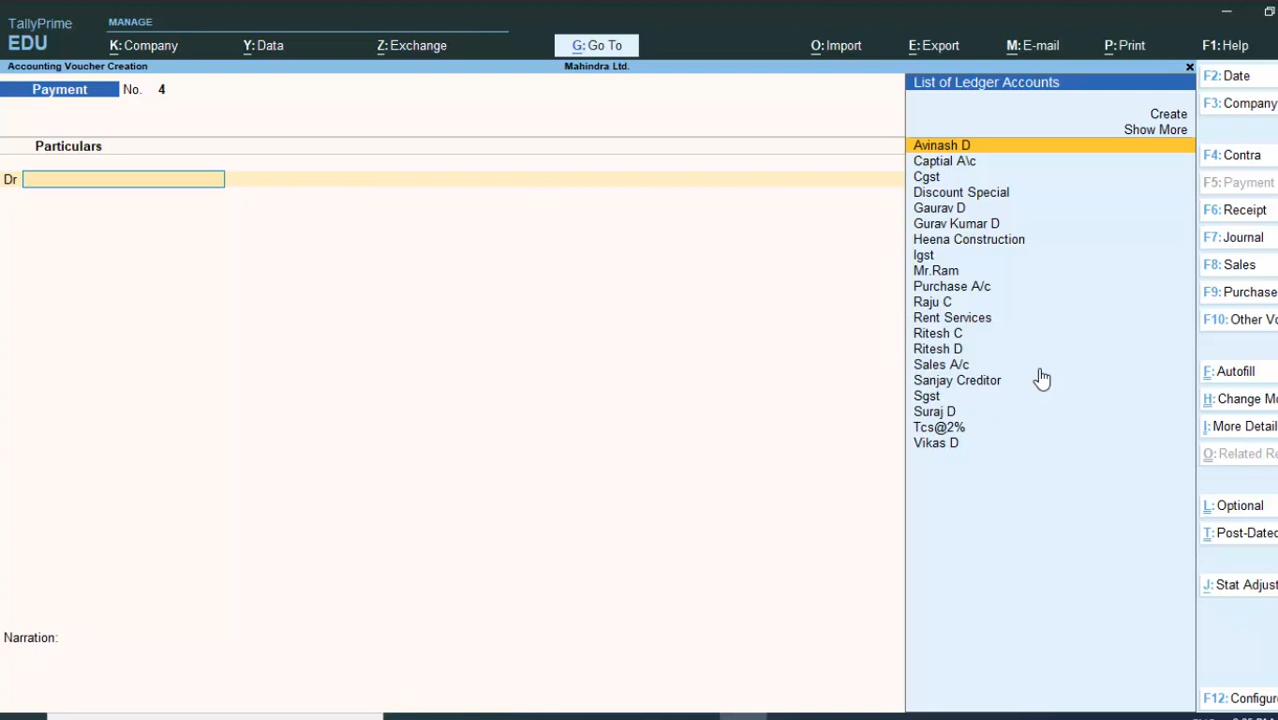 TallyPrime
EDU
MANAGE
K: Company
Y: Data
Z: Exchange
G: Go To
O: Import
E: Export
M: E-mail
P: Print
F1: Help
Accounting Voucher Creation
Mahindra Ltd.
Payment No. 4
Particulars
Dr
Narration:
List of Ledger Accounts
Create
Show More
Avinash D
Captial A\c
Cgst
Discount Special
Gaurav D
Gurav Kumar D
Heena Construction
Igst
Mr.Ram
Purchase A/c
Raju C
Rent Services
Ritesh C
Ritesh D
Sales A/c
Sanjay Creditor
Sgst
Suraj D
Tcs@2%
Vikas D
F2: Date
F3: Company
F4: Contra
F5: Payment
F6: Receipt
F7: Journal
F8: Sales
F9: Purchase
F10: Other Vo
F: Autofill
H: Change Mo
I: More Detail
O: Related Re
L: Optional
T: Post-Dated
J: Stat Adjust
F12: Configure